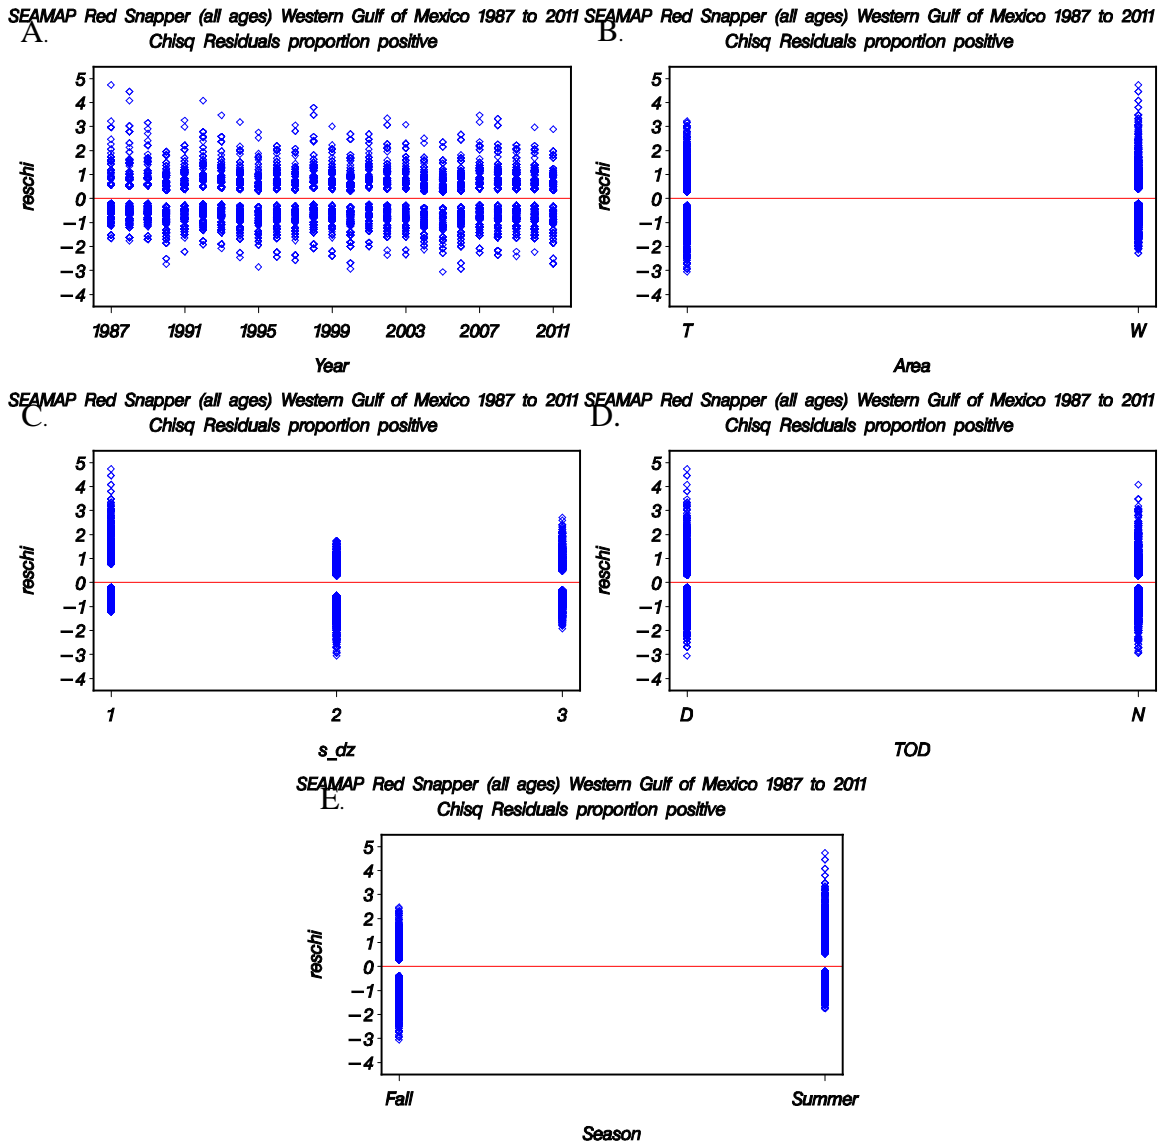 SEAMAP Red Snapper (all ages) Western Gulf of Mexico 1987 to 2011
A.
Chisq Residuals proportion positive
5
4
3
2
1
0
−1
−2
−3
−4
reschi
1987 1991 1995 1999 2003 2007 2011
Year
SEAMAP Red Snapper (all ages) Western Gulf of Mexico 1987 to 2011
B.
Chisq Residuals proportion positive
5
4
3
2
1
0
−1
−2
−3
−4
reschi
T W
Area
SEAMAP Red Snapper (all ages) Western Gulf of Mexico 1987 to 2011
C.
Chisq Residuals proportion positive
5
4
3
2
1
0
−1
−2
−3
−4
reschi
1 2 3
s_dz
SEAMAP Red Snapper (all ages) Western Gulf of Mexico 1987 to 2011
D.
Chisq Residuals proportion positive
5
4
3
2
1
0
−1
−2
−3
−4
reschi
D N
TOD
SEAMAP Red Snapper (all ages) Western Gulf of Mexico 1987 to 2011
E.
Chisq Residuals proportion positive
5
4
3
2
1
0
−1
−2
−3
−4
reschi
Fall Summer
Season